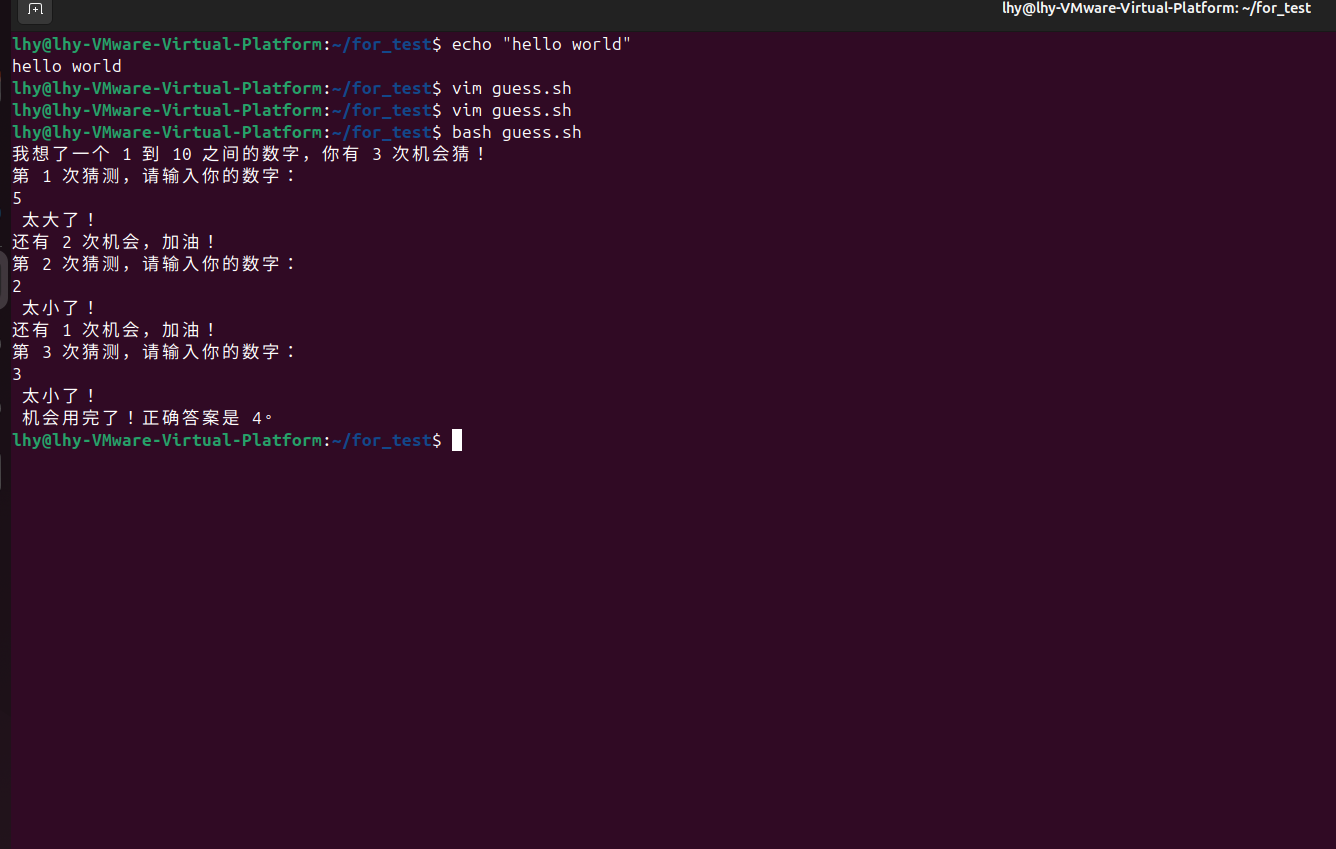 lhy@lhy-VMware-Virtual-Platform: ~/for_test
lhy@lhy-VMware-Virtual-Platform:~/for_test$ echo "hello world"
hello world
lhy@lhy-VMware-Virtual-Platform:~/for_test$ vim guess.sh
lhy@lhy-VMware-Virtual-Platform:~/for_test$ vim guess.sh
lhy@lhy-VMware-Virtual-Platform:~/for_test$ bash guess.sh
我想了一个 1 到 10 之间的数字，你有 3 次机会猜！
第 1 次猜测，请输入你的数字：
5
 太大了！
还有 2 次机会，加油！
第 2 次猜测，请输入你的数字：
2
 太小了！
还有 1 次机会，加油！
第 3 次猜测，请输入你的数字：
3
 太小了！
 机会用完了！正确答案是 4。
lhy@lhy-VMware-Virtual-Platform:~/for_test$